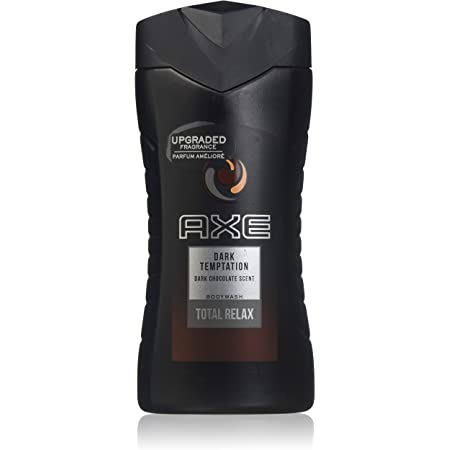 UPGRADED
FRAGRANCE
PARFUM AMÉLIORÉ
AXE
DARK
TEMPTATION
DARK CHOCOLATE SCENT
BODYWASH
TOTAL RELAX